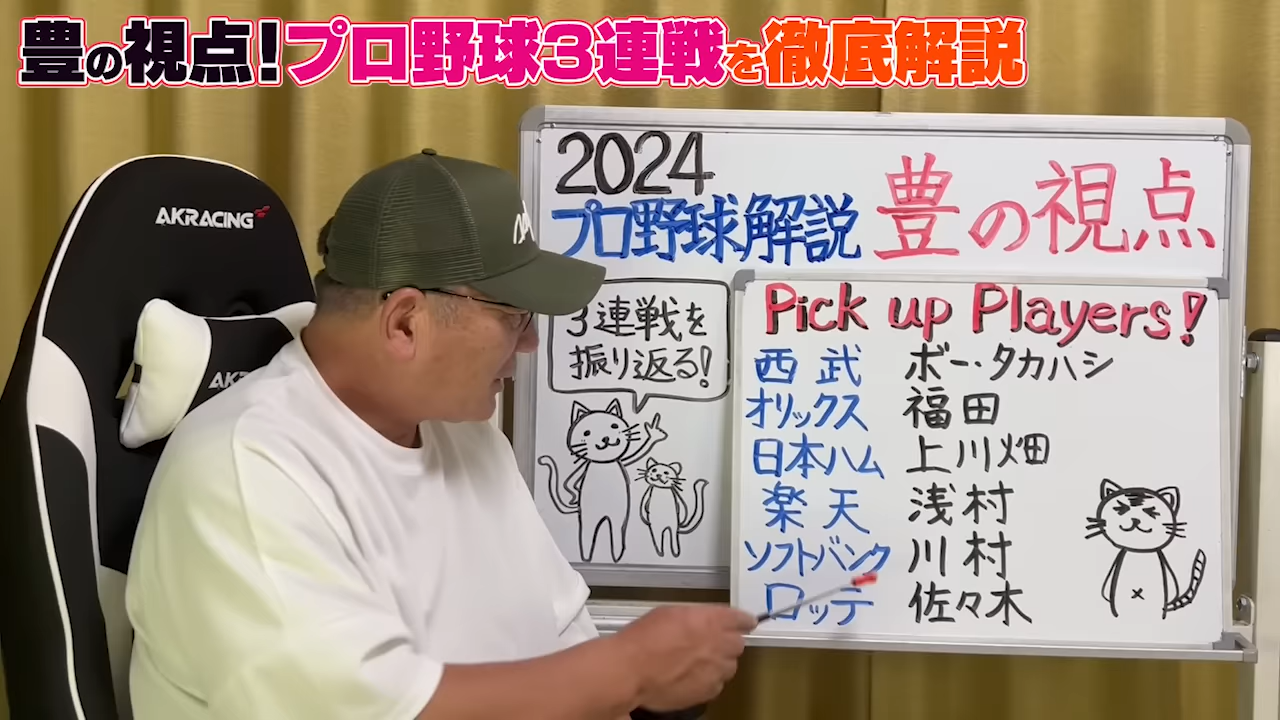 豊の視点!プロ野球3連戦を徹底解説
AKRACING
AK
2024
プロ野球解説 豊の視点
3連戦を
振り返る!
Pick up Players!
西武 ボー・タカハシ
オリックス 福田
日本ハム 上川畑
楽天 浅村
ソフトバンク 川村
ロッテ 佐々木